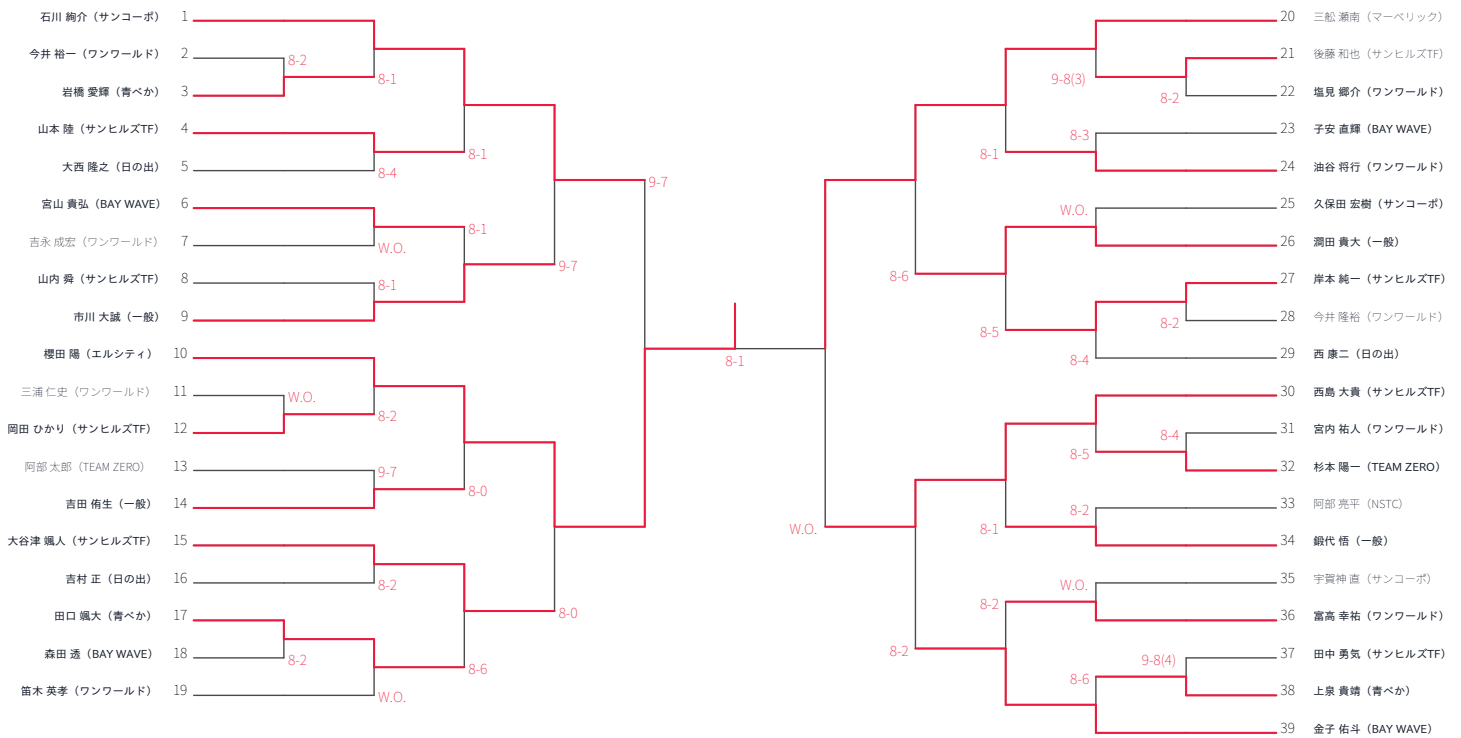 石川 絢介（サンコーポ） 1
今井 裕一（ワンワールド） 2
8-2
岩橋 愛輝（青べか） 3
8-1
山本 陸（サンヒルズTF） 4
8-1
大西 隆之（日の出） 5
8-4
9-7
宮山 貴弘（BAY WAVE） 6
8-1
吉永 成宏（ワンワールド） 7
W.O.
9-7
山内 舜（サンヒルズTF） 8
8-1
市川 大誠（一般） 9
櫻田 陽（エルシティ） 10
8-1
三浦 仁史（ワンワールド） 11
W.O.
岡田 ひかり（サンヒルズTF） 12
8-2
阿部 太郎（TEAM ZERO） 13
9-7
8-0
吉田 侑生（一般） 14
大谷津 颯人（サンヒルズTF） 15
吉村 正（日の出） 16
8-2
田口 颯大（青べか） 17
8-0
森田 透（BAY WAVE） 18
8-2
8-6
笛木 英孝（ワンワールド） 19
W.O.
20 三舩 瀬南（マーベリック）
21 後藤 和也（サンヒルズTF）
9-8(3)
22 塩見 郷介（ワンワールド）
8-2
23 子安 直輝（BAY WAVE）
8-3
8-1
24 油谷 将行（ワンワールド）
25 久保田 宏樹（サンコーポ）
W.O.
26 潤田 貴大（一般）
8-6
27 岸本 純一（サンヒルズTF）
28 今井 隆裕（ワンワールド）
8-2
8-5
29 西 康二（日の出）
8-4
30 西島 大貴（サンヒルズTF）
31 宮内 祐人（ワンワールド）
8-4
8-5
32 杉本 陽一（TEAM ZERO）
33 阿部 亮平（NSTC）
8-2
W.O.
8-1
34 鍛代 悟（一般）
35 宇賀神 直（サンコーポ）
W.O.
8-2
36 富高 幸祐（ワンワールド）
8-2
37 田中 勇気（サンヒルズTF）
9-8(4)
8-6
38 上泉 貴靖（青べか）
39 金子 佑斗（BAY WAVE）